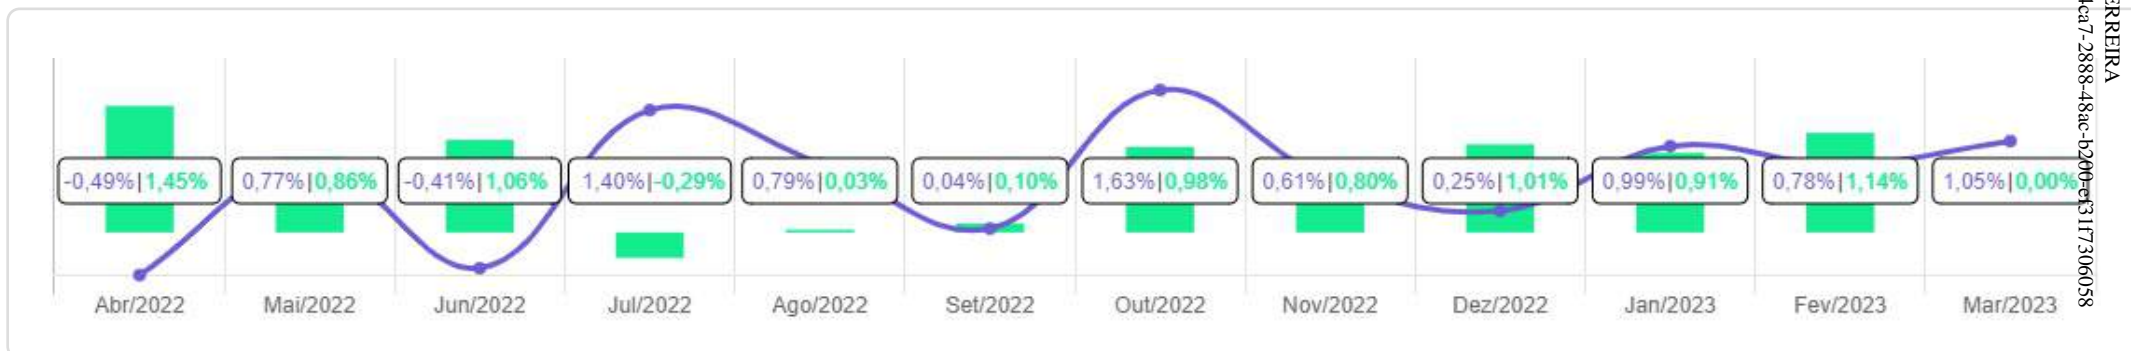 -0,49%|1,45%
0,77%|0,86%
-0,41%|1,06%
1,40%|-0,29%
0,79%|0,03%
0,04%|0,10%
1,63%|0,98%
0,61%|0,80%
0,25%|1,01%
0,99%|0,91%
0,78%|1,14%
1,05%|0,00%
Abr/2022
Mai/2022
Jun/2022
Jul/2022
Ago/2022
Set/2022
Out/2022
Nov/2022
Dez/2022
Jan/2023
Fev/2023
Mar/2023
ERREIRA
4ca7-2888-48ac-b200-ef31f7306058